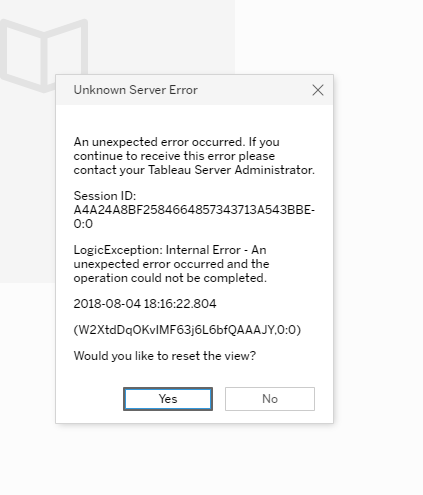 Unknown Server Error
An unexpected error occurred. If you
continue to receive this error please
contact your Tableau Server Administrator.
Session ID:
A4A24A8BF2584664857343713A543BBE-
0:0
LogicException: Internal Error - An
unexpected error occurred and the
operation could not be completed.
2018-08-04 18:16:22.804
(W2XtdDqOKvIMF63j6L6bfQAAAJY,0:0)
Would you like to reset the view?
Yes No